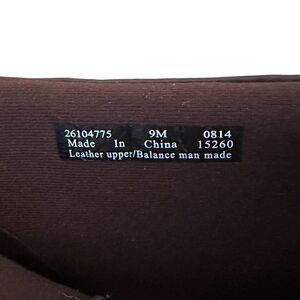 26104775 9M 0814
Made In China 15260
Leather upper/Balance man made